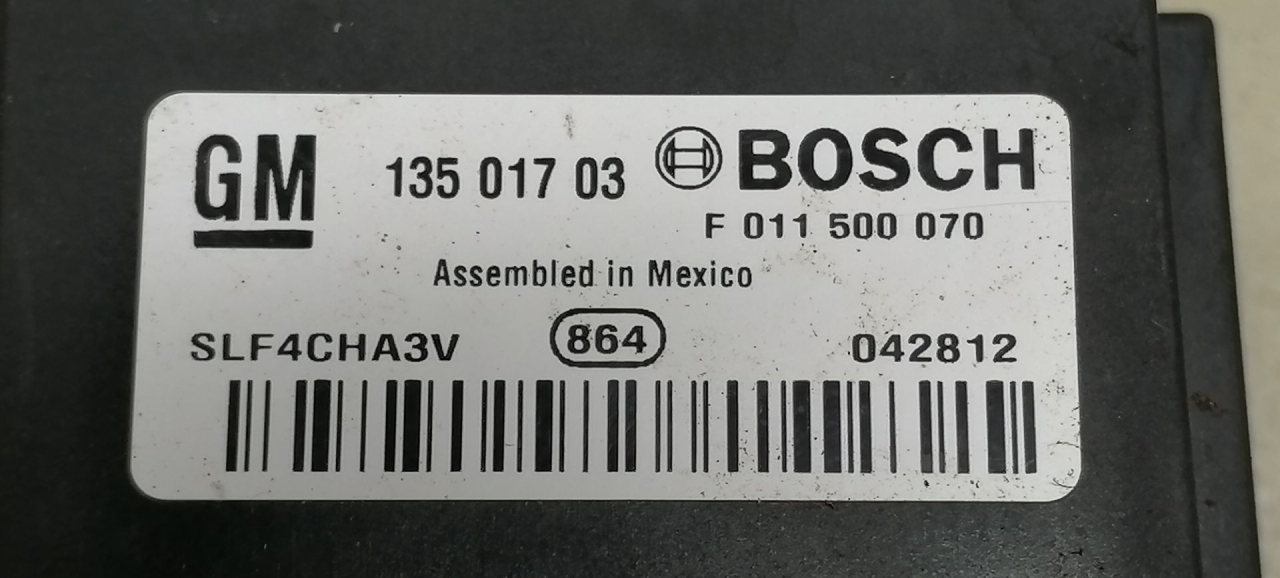 GM 135 017 03 BOSCH
F 011 500 070
Assembled in Mexico
SLF4CHA3V 864 042812